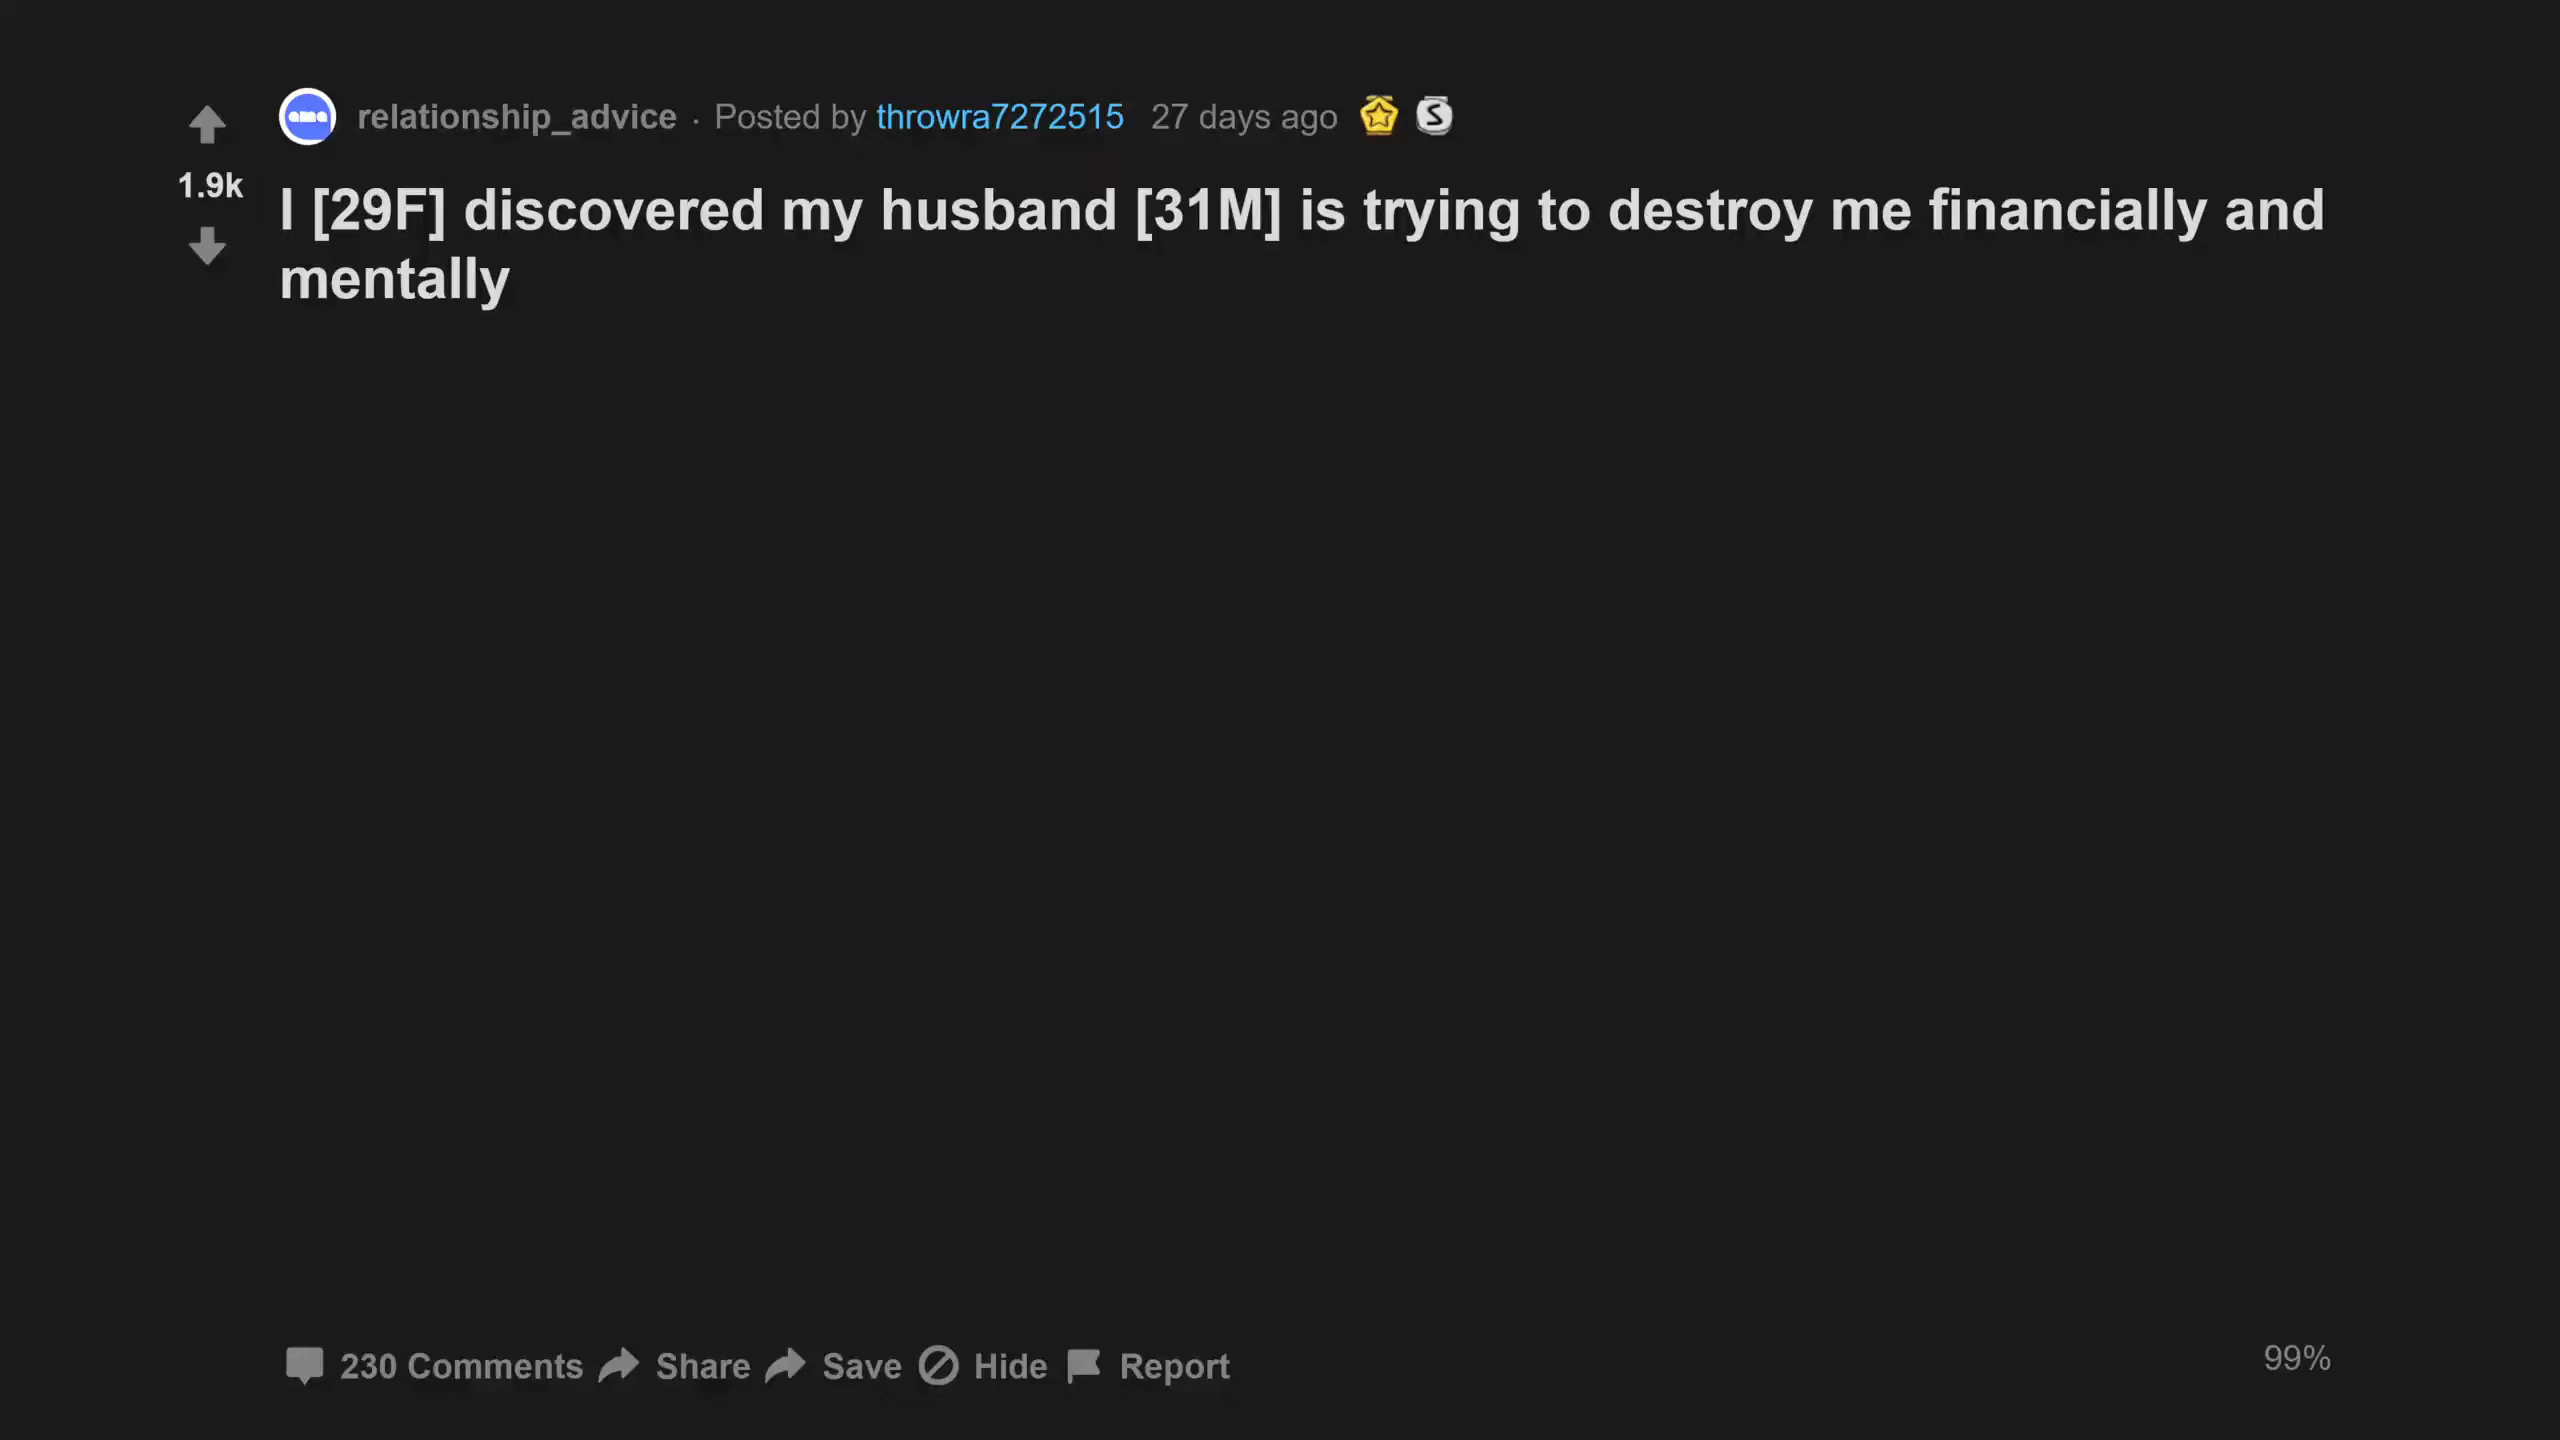 relationship_advice · Posted by throwra7272515 27 days ago
1.9k
I [29F] discovered my husband [31M] is trying to destroy me financially and
mentally
230 Comments Share Save Hide Report
99%